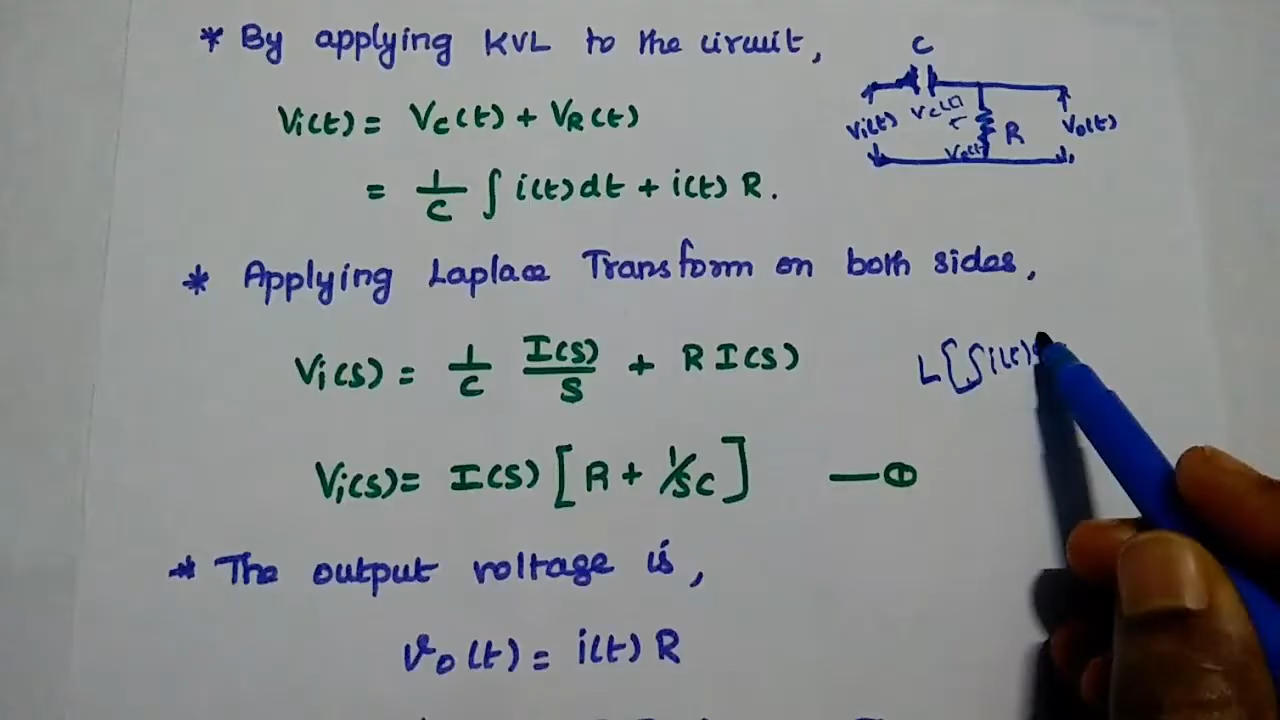 * By applying KVL to the circuit,
Vi(t) = Vc(t) + VR(t)
= 1/C ∫ i(t) dt + i(t) R.
C
Vi(t)
Vc(t)
R
Vo(t)
* Applying Laplace Transform on both sides,
Vi(s) = 1/C I(s)/S + R I(s)
L[∫i(t)
Vi(s) = I(s) [R + 1/SC] — ①
* The output voltage is,
vo(t) = i(t) R